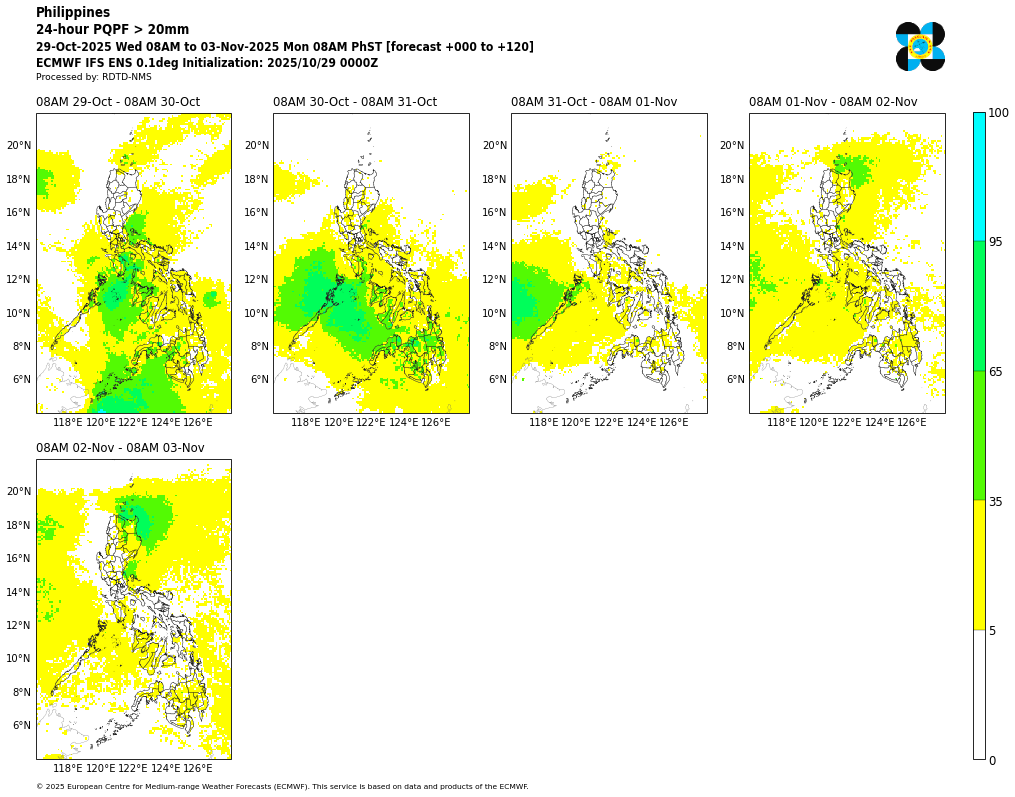 Philippines
24-hour PQPF > 20mm
29-Oct-2025 Wed 08AM to 03-Nov-2025 Mon 08AM PhST [forecast +000 to +120]
ECMWF IFS ENS 0.1deg Initialization: 2025/10/29 0000Z
Processed by: RDTD-NMS
08AM 29-Oct - 08AM 30-Oct
08AM 30-Oct - 08AM 31-Oct
08AM 31-Oct - 08AM 01-Nov
08AM 01-Nov - 08AM 02-Nov
20°N
18°N
16°N
14°N
12°N
10°N
8°N
6°N
118°E 120°E 122°E 124°E 126°E
20°N
18°N
16°N
14°N
12°N
10°N
8°N
6°N
118°E 120°E 122°E 124°E 126°E
20°N
18°N
16°N
14°N
12°N
10°N
8°N
6°N
118°E 120°E 122°E 124°E 126°E
20°N
18°N
16°N
14°N
12°N
10°N
8°N
6°N
118°E 120°E 122°E 124°E 126°E
100
95
65
35
5
0
08AM 02-Nov - 08AM 03-Nov
20°N
18°N
16°N
14°N
12°N
10°N
8°N
6°N
118°E 120°E 122°E 124°E 126°E
© 2025 European Centre for Medium-range Weather Forecasts (ECMWF). This service is based on data and products of the ECMWF.